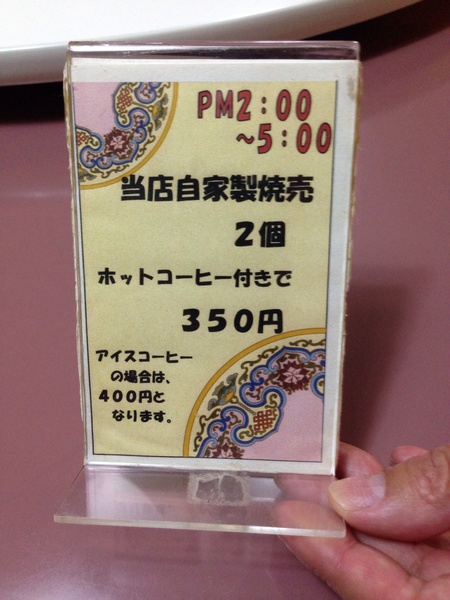 PM2:00
~5:00
当店自家製焼売
2個
ホットコーヒー付きで
350円
アイスコーヒー
の場合は、
400円と
なります。